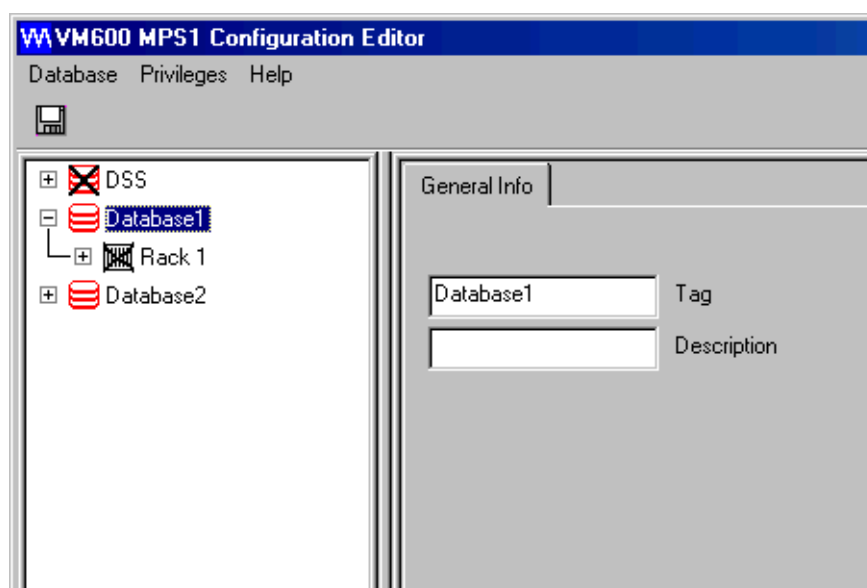 VM600 MPS1 Configuration Editor
Database Privileges Help
DSS
Database1
Rack 1
Database2
General Info
Database1 Tag
Description